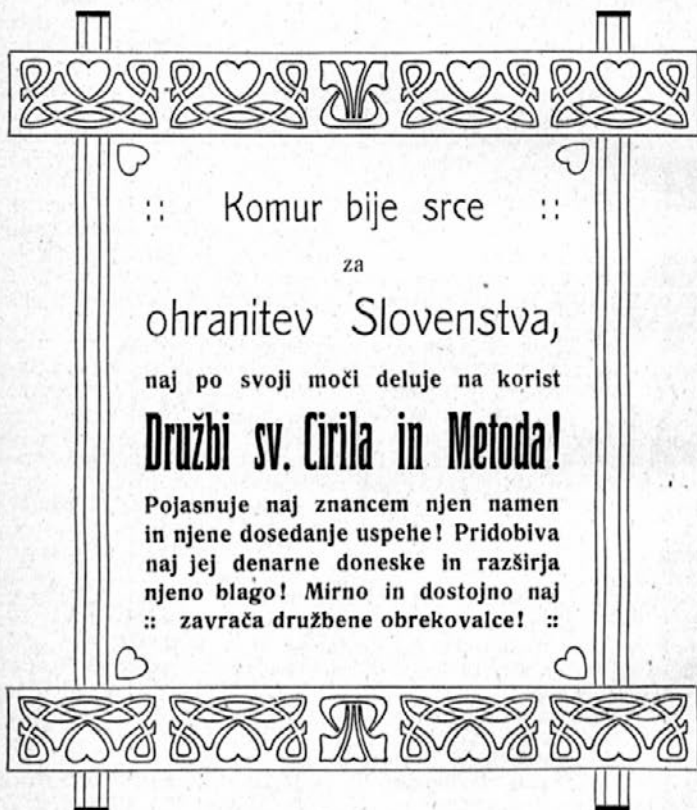 :: Komur bije srce ::
za
ohranitev Slovenstva,
naj po svoji moči deluje na korist
Družbi sv. Cirila in Metoda!
Pojasnuje naj znancem njen namen
in njene dosedanje uspehe! Pridobiva
naj jej denarne doneske in razširja
njeno blago! Mirno in dostojno naj
:: zavrača družbene obrekovalce! ::